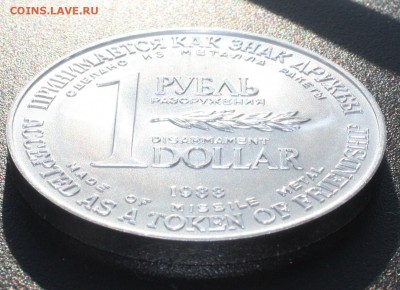 COINS.LAVE.RU
ПРИНИМАЕТСЯ КАК ЗНАК ДРУЖБЫ
СДЕЛАНО ИЗ МЕТАЛЛА РАКЕТЫ
1
РУБЛЬ
РАЗОРУЖЕНИЯ
DISARMAMENT
DOLLAR
1988
MADE OF MISSILE METAL
ACCEPTED AS A TOKEN OF FRIENDSHIP